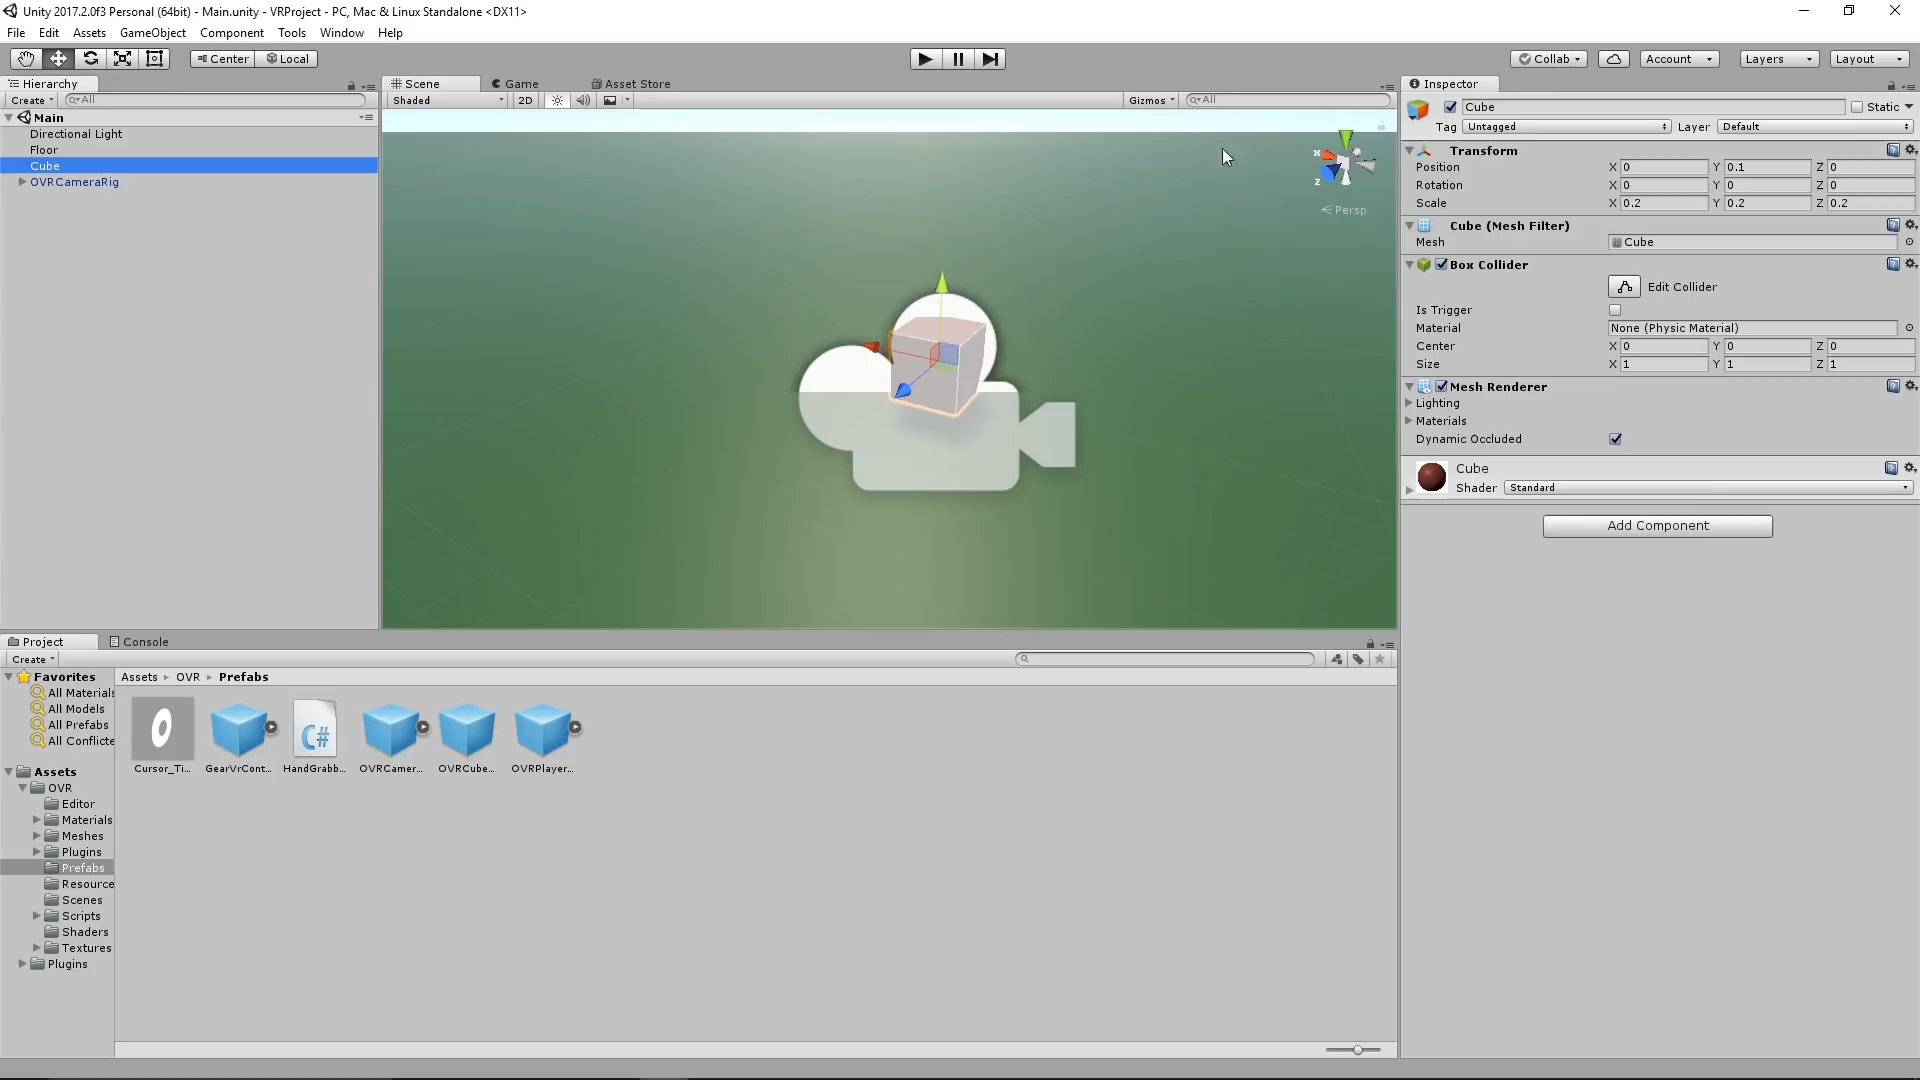 Unity 2017.2.0f3 Personal (64bit) - Main.unity - VRProject - PC, Mac & Linux Standalone <DX11>
File Edit Assets GameObject Component Tools Window Help
Center Local
Collab Account Layers Layout
Hierarchy
Create All
Main
Directional Light
Floor
Cube
OVRCameraRig
Scene Game Asset Store
Shaded 2D Gizmos All
X
Z
Persp
Inspector
Cube Static
Tag Untagged Layer Default
Transform
Position X 0 Y 0.1 Z 0
Rotation X 0 Y 0 Z 0
Scale X 0.2 Y 0.2 Z 0.2
Cube (Mesh Filter)
Mesh Cube
Box Collider
Edit Collider
Is Trigger
Material None (Physic Material)
Center X 0 Y 0 Z 0
Size X 1 Y 1 Z 1
Mesh Renderer
Lighting
Materials
Dynamic Occluded
Cube
Shader Standard
Add Component
Project Console
Create
Favorites
All Materials
All Models
All Prefabs
All Conflicte
Assets
OVR
Editor
Materials
Meshes
Plugins
Prefabs
Resource
Scenes
Scripts
Shaders
Textures
Plugins
Assets OVR Prefabs
C#
Cursor_Ti... GearVrCont... HandGrabb... OVRCamer... OVRCube... OVRPlayer...